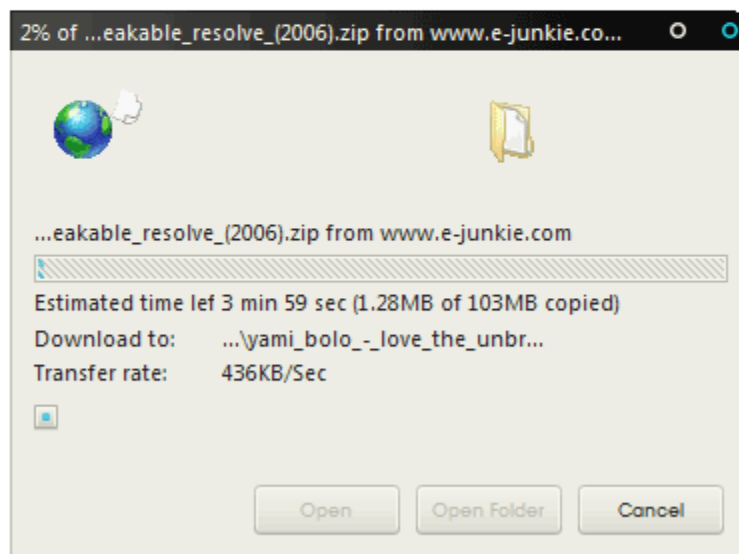 2% of ...eakable_resolve_(2006).zip from www.e-junkie.co...
...eakable_resolve_(2006).zip from www.e-junkie.com
Estimated time lef 3 min 59 sec (1.28MB of 103MB copied)
Download to: ...\yami_bolo_-_love_the_unbr...
Transfer rate: 436KB/Sec
Open Open Folder Cancel